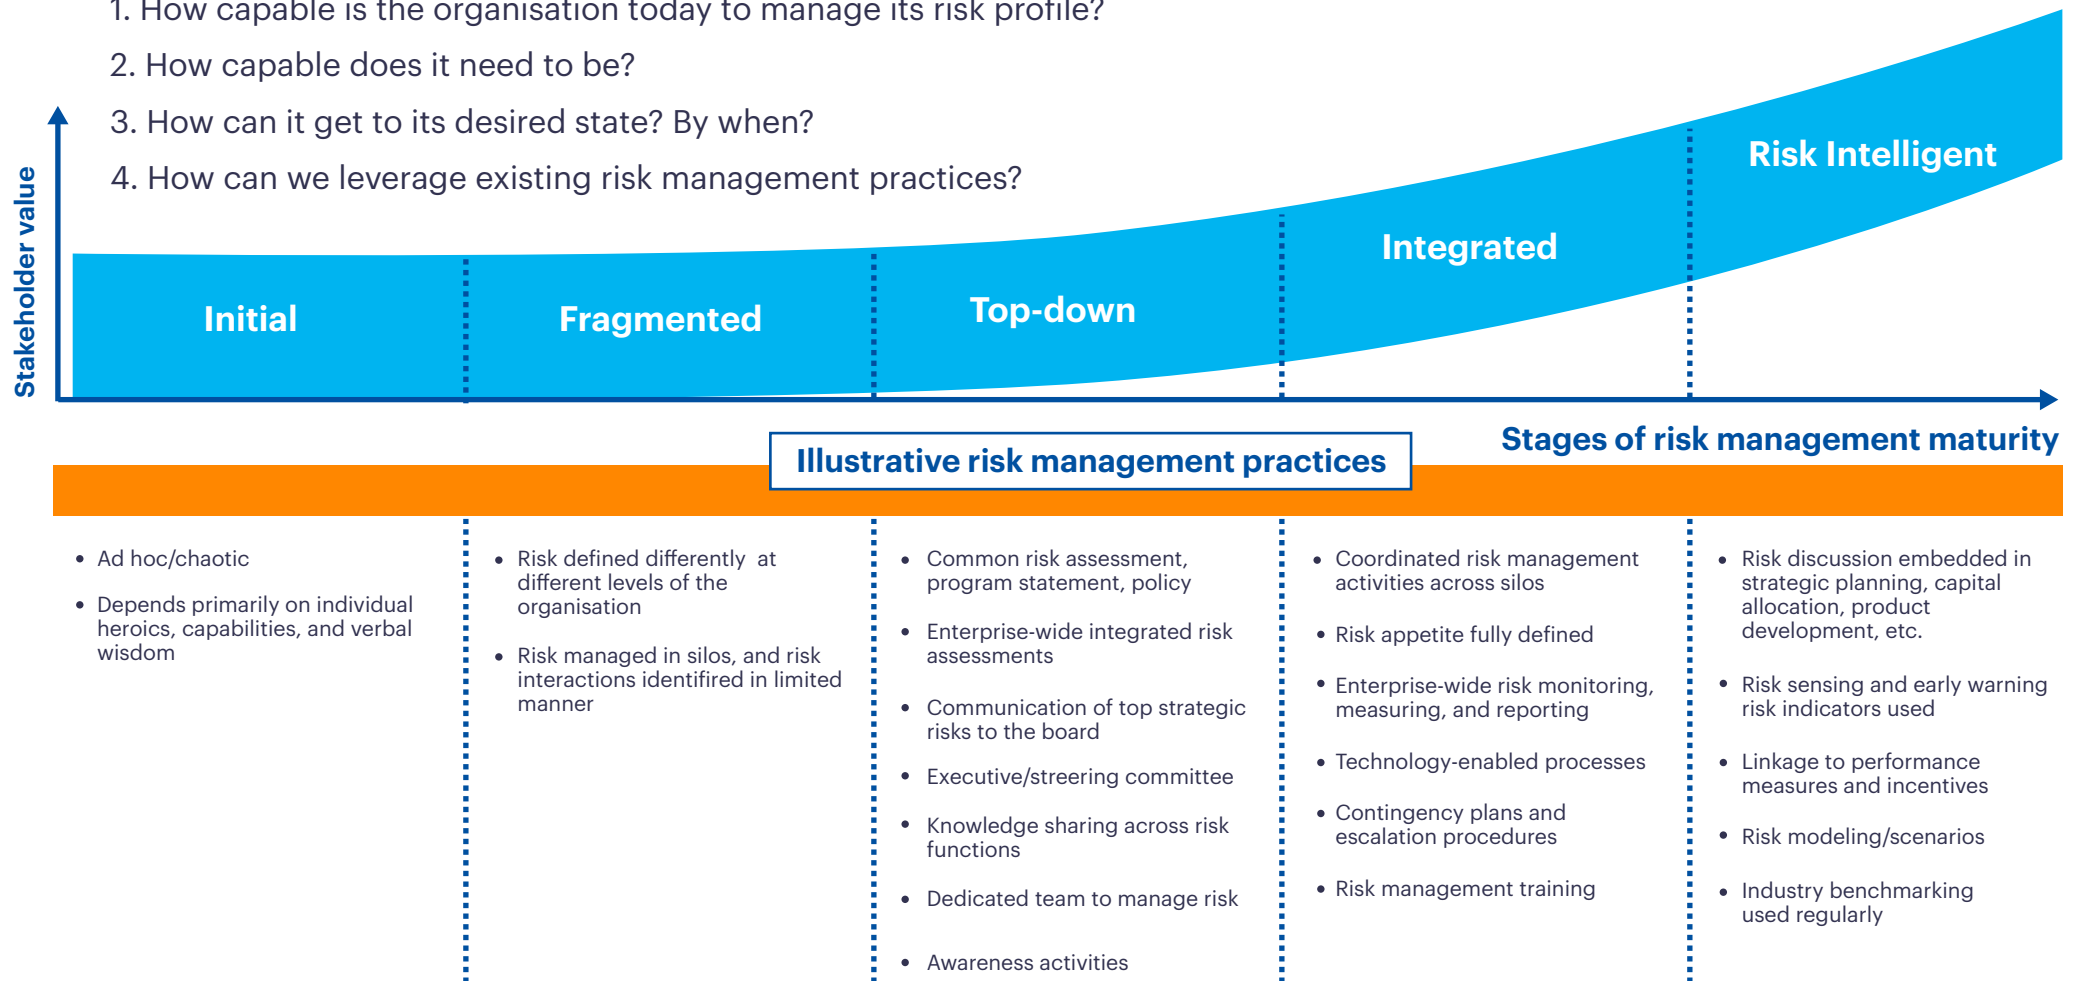 1. How capable is the organisation today to manage its risk profile?
2. How capable does it need to be?
3. How can it get to its desired state? By when?
4. How can we leverage existing risk management practices?
Stakeholder value
Initial
Fragmented
Top-down
Integrated
Risk Intelligent
Stages of risk management maturity
Illustrative risk management practices
• Ad hoc/chaotic
• Depends primarily on individual
heroics, capabilities, and verbal
wisdom
• Risk defined differently at
different levels of the
organisation
• Risk managed in silos, and risk
interactions identifired in limited
manner
• Common risk assessment,
program statement, policy
• Enterprise-wide integrated risk
assessments
• Communication of top strategic
risks to the board
• Executive/streering committee
• Knowledge sharing across risk
functions
• Dedicated team to manage risk
• Awareness activities
• Coordinated risk management
activities across silos
• Risk appetite fully defined
• Enterprise-wide risk monitoring,
measuring, and reporting
• Technology-enabled processes
• Contingency plans and
escalation procedures
• Risk management training
• Risk discussion embedded in
strategic planning, capital
allocation, product
development, etc.
• Risk sensing and early warning
risk indicators used
• Linkage to performance
measures and incentives
• Risk modeling/scenarios
• Industry benchmarking
used regularly